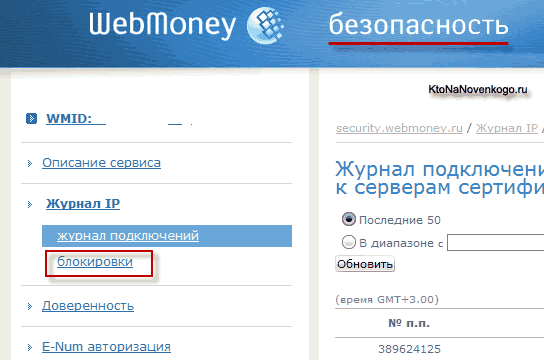 WebMoney безопасность
KtoNaNovenkogo.ru
WMID:
Описание сервиса
Журнал IP
журнал подключений
блокировки
Доверенность
E-Num авторизация
security.webmoney.ru / Журнал IP /
Журнал подключени
к серверам сертифи
Последние 50
В диапазоне с
Обновить
(время GMT+3.00)
№ п.п.
389624125